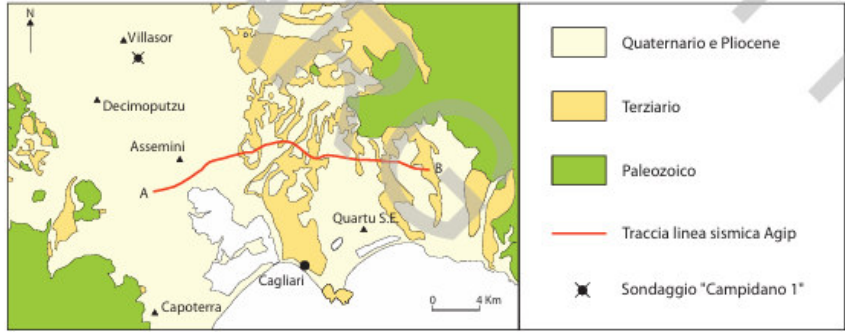 N
Villasor
Decimoputzu
Assemini
A
B
Quartu S.E.
Cagliari
Capoterra
0 4 Km
Quaternario e Pliocene
Terziario
Paleozoico
Traccia linea sismica Agip
Sondaggio "Campidano 1"